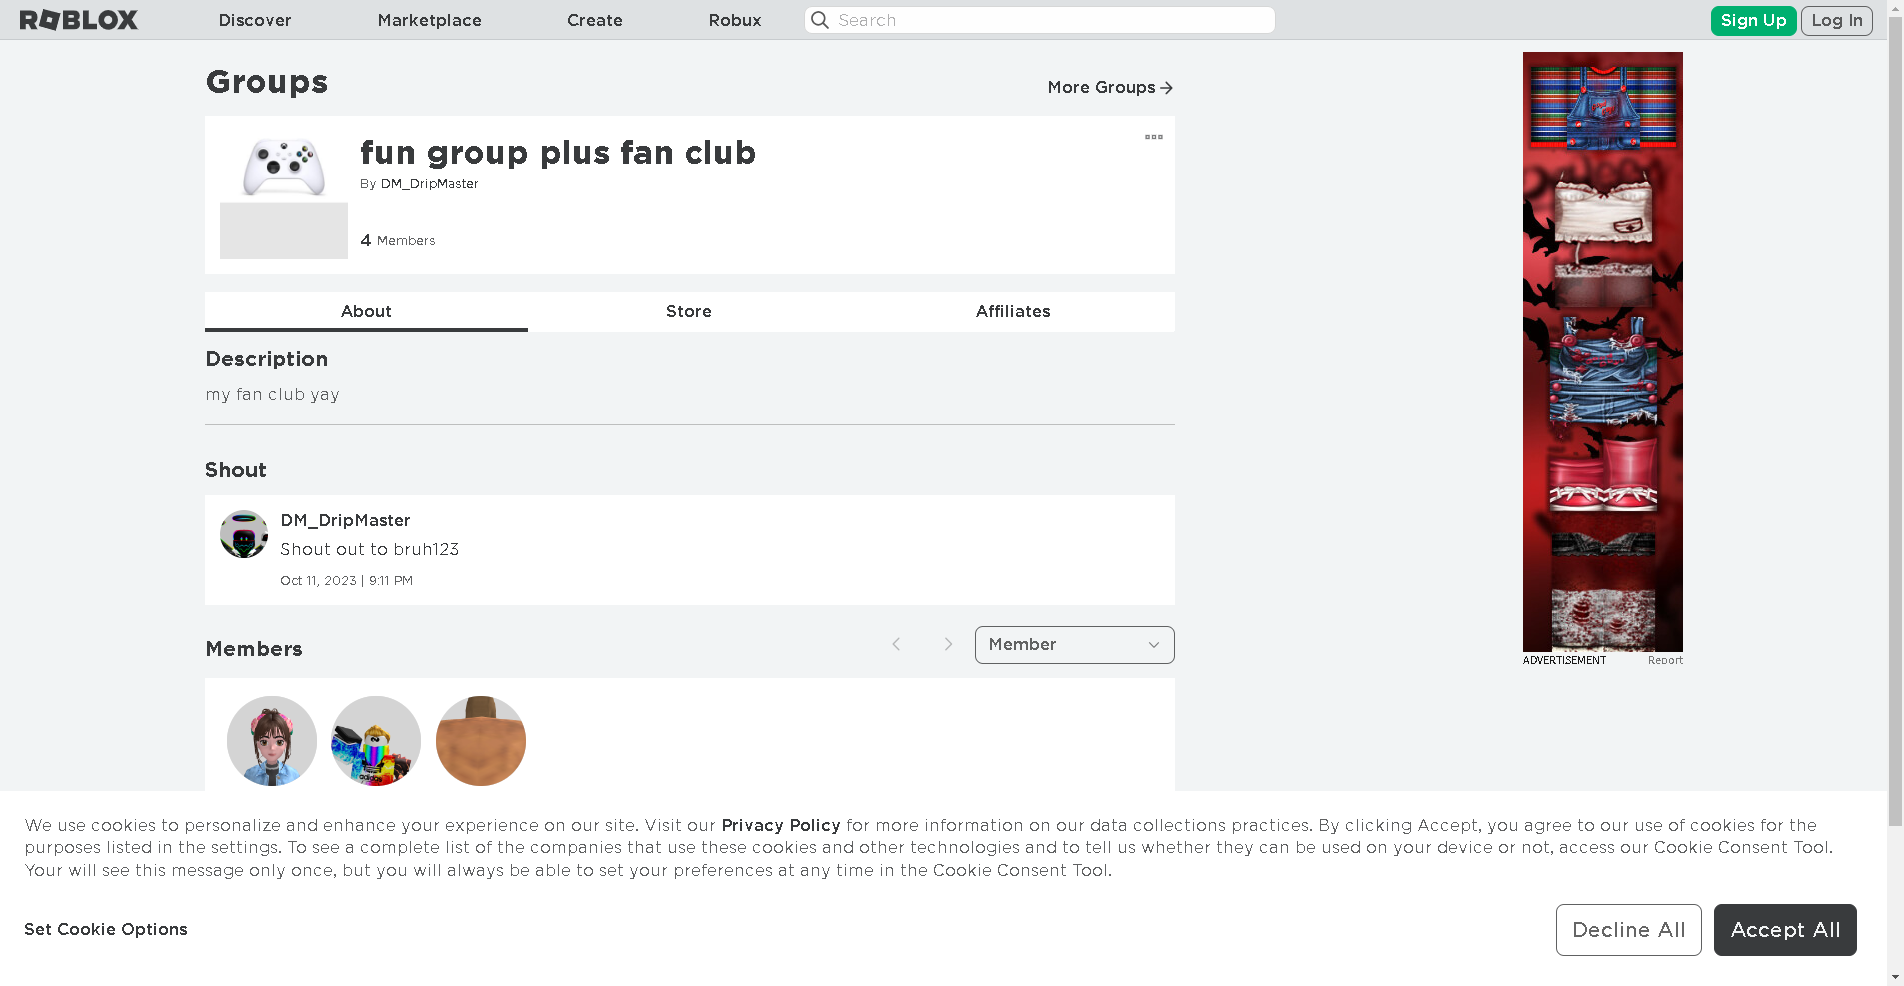 ROBLOX
Discover
Marketplace
Create
Robux
Search
Sign Up
Log In
Groups
More Groups
fun group plus fan club
By DM_DripMaster
4 Members
About
Store
Affiliates
Description
my fan club yay
Shout
DM_DripMaster
Shout out to bruh123
Oct 11, 2023 | 9:11 PM
Members
Member
adidas
ADVERTISEMENT
Report
We use cookies to personalize and enhance your experience on our site. Visit our Privacy Policy for more information on our data collections practices. By clicking Accept, you agree to our use of cookies for the
purposes listed in the settings. To see a complete list of the companies that use these cookies and other technologies and to tell us whether they can be used on your device or not, access our Cookie Consent Tool.
Your will see this message only once, but you will always be able to set your preferences at any time in the Cookie Consent Tool.
Set Cookie Options
Decline All
Accept All